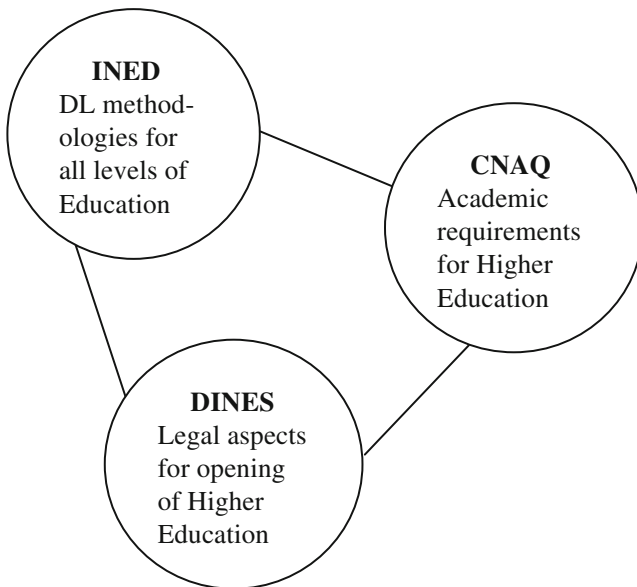 INED
DL method-
ologies for
all levels of
Education
CNAQ
Academic
requirements
for Higher
Education
DINES
Legal aspects
for opening
of Higher
Education